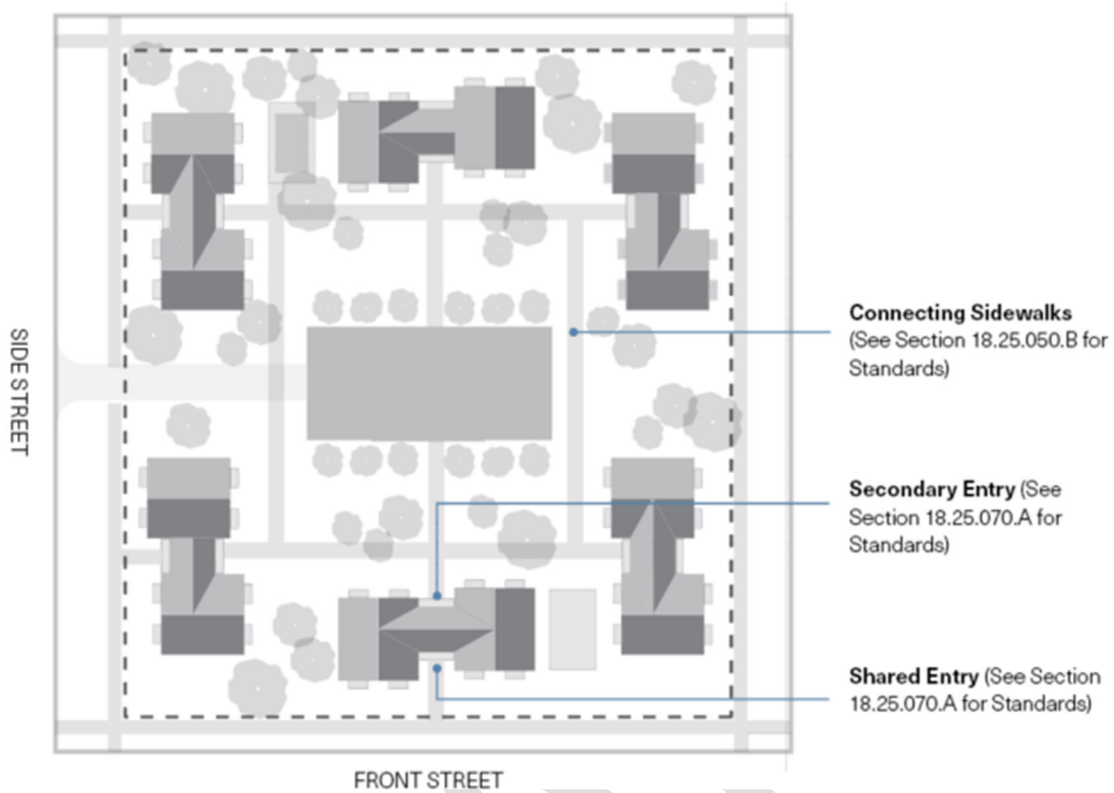 Connecting Sidewalks
(See Section 18.25.050.B for
Standards)
SIDE STREET
Secondary Entry (See
Section 18.25.070.A for
Standards)
Shared Entry (See Section
18.25.070.A for Standards)
FRONT STREET